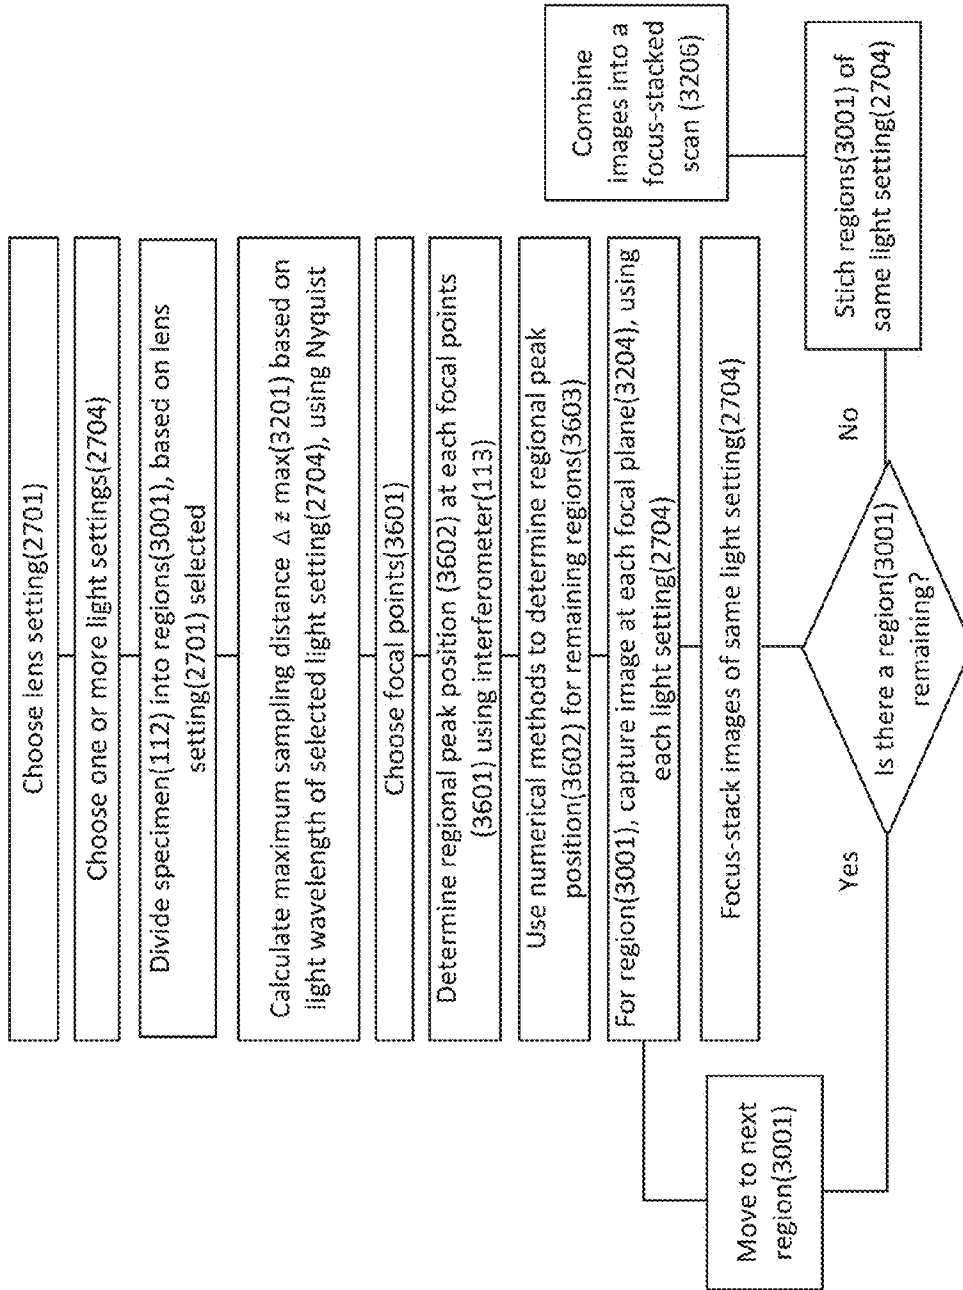 Choose lens setting(2701)
Choose one or more light settings(2704)
Divide specimen(112) into regions(3001), based on lens
setting(2701) selected
Calculate maximum sampling distance Δ z max(3201) based on
light wavelength of selected light setting(2704), using Nyquist
Choose focal points(3601)
Determine regional peak position (3602) at each focal points
(3601) using interferometer(113)
Use numerical methods to determine regional peak
position(3602) for remaining regions(3603)
For region(3001), capture image at each focal plane(3204), using
each light setting(2704)
Focus-stack images of same light setting(2704)
Is there a region(3001)
remaining?
Yes
Move to next
region(3001)
No
Stich regions(3001) of
same light setting(2704)
Combine
images into a
focus-stacked
scan (3206)